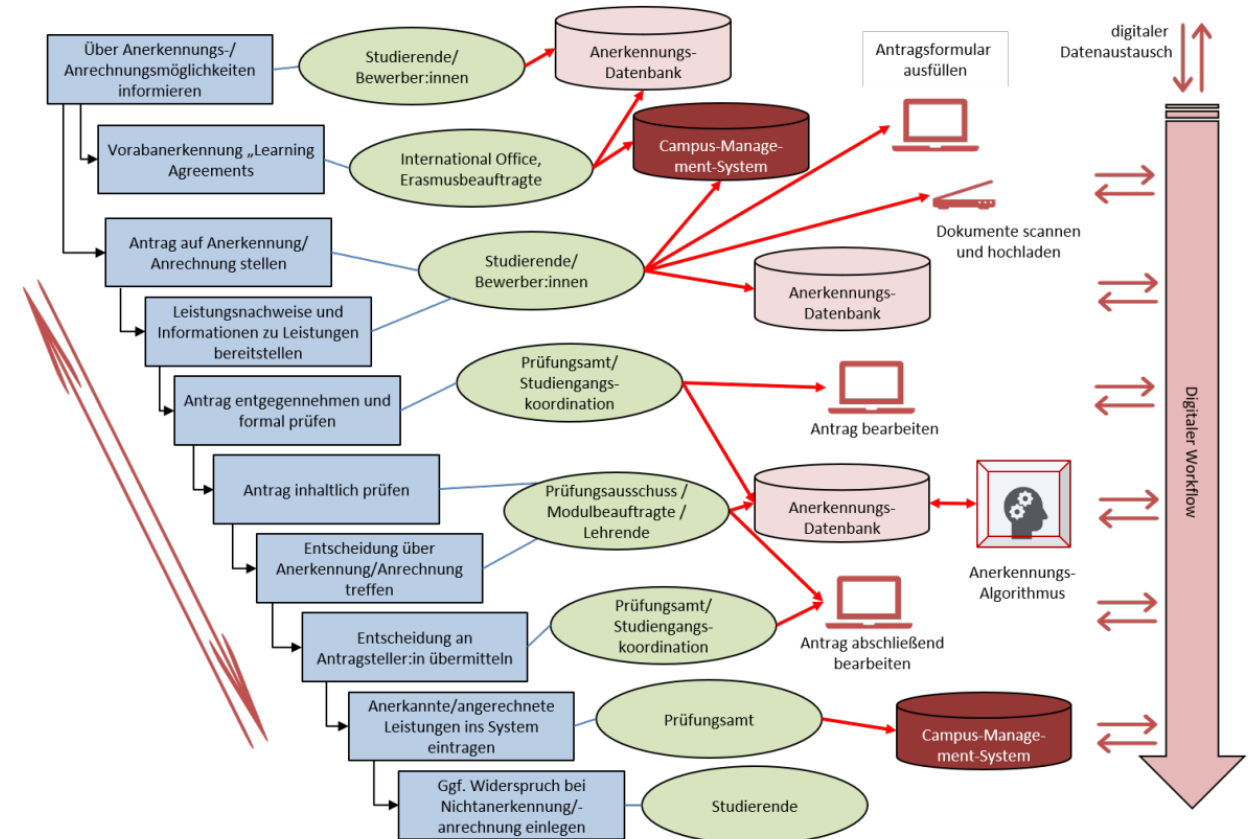 Über Anerkennungs-/
Anrechnungsmöglichkeiten
informieren
Studierende/
Bewerber:innen
Anerkennungs-
Datenbank
Antragsformular
ausfüllen
digitaler
Datenaustausch
Vorabanerkennung „Learning
Agreements
International Office,
Erasmusbeauftragte
Campus-Manage-
ment-System
Dokumente scannen
und hochladen
Antrag auf Anerkennung/
Anrechnung stellen
Studierende/
Bewerber:innen
Anerkennungs-
Datenbank
Leistungsnachweise und
Informationen zu Leistungen
bereitstellen
Antrag entgegennehmen und
formal prüfen
Prüfungsamt/
Studiengangs-
koordination
Antrag bearbeiten
Digitaler Workflow
Antrag inhaltlich prüfen
Prüfungsausschuss /
Modulbeauftragte /
Lehrende
Anerkennungs-
Datenbank
Anerkennungs-
Algorithmus
Entscheidung über
Anerkennung/Anrechnung
treffen
Entscheidung an
Antragsteller:in übermitteln
Prüfungsamt/
Studiengangs-
koordination
Antrag abschließend
bearbeiten
Anerkannte/angerechnete
Leistungen ins System
eintragen
Prüfungsamt
Campus-Manage-
ment-System
Ggf. Widerspruch bei
Nichtanerkennung/-
anrechnung einlegen
Studierende